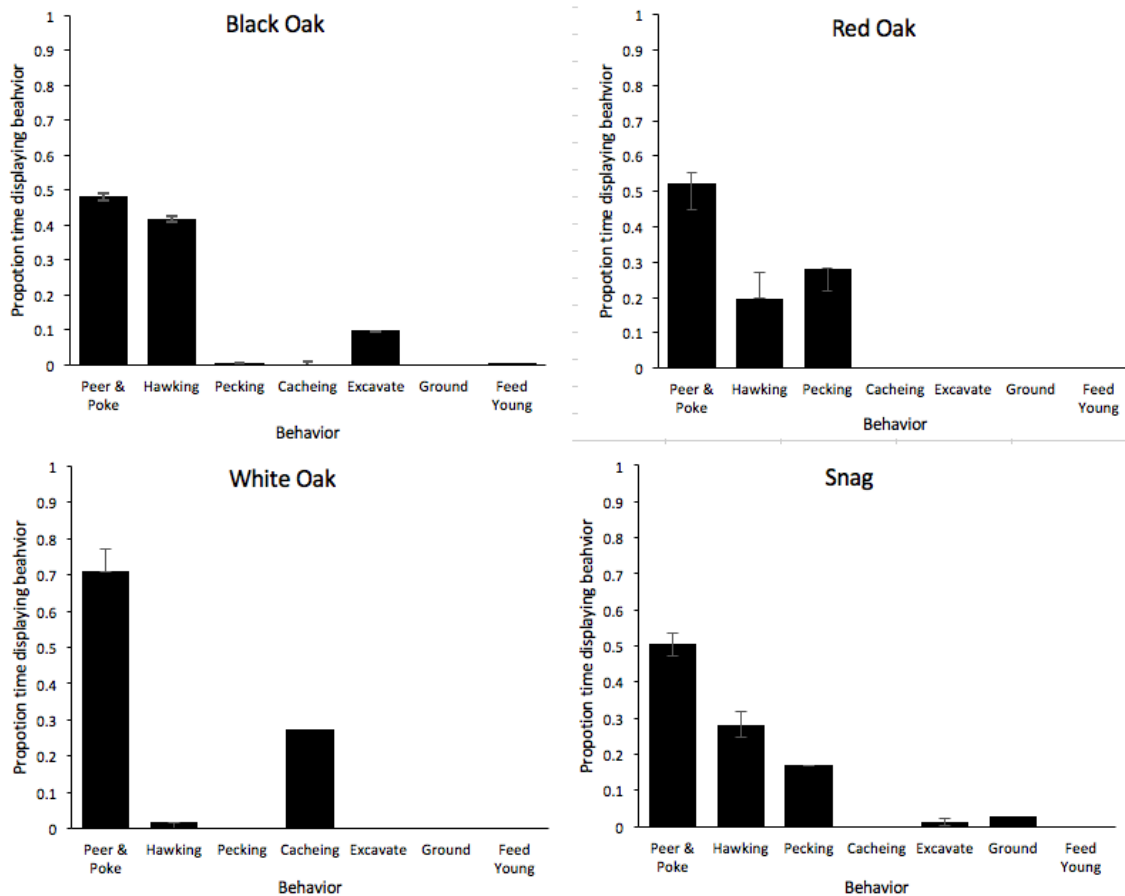 Black Oak
Propotion time displaying beahvior
1
0.9
0.8
0.7
0.6
0.5
0.4
0.3
0.2
0.1
0
Peer & Poke Hawking Pecking Cacheing Excavate Ground Feed Young
Behavior
Red Oak
Propotion time displaying beahvior
1
0.9
0.8
0.7
0.6
0.5
0.4
0.3
0.2
0.1
0
Peer & Poke Hawking Pecking Cacheing Excavate Ground Feed Young
Behavior
White Oak
Propotion time displaying beahvior
1
0.9
0.8
0.7
0.6
0.5
0.4
0.3
0.2
0.1
0
Peer & Poke Hawking Pecking Cacheing Excavate Ground Feed Young
Behavior
Snag
Propotion time displaying beahvior
1
0.9
0.8
0.7
0.6
0.5
0.4
0.3
0.2
0.1
0
Peer & Poke Hawking Pecking Cacheing Excavate Ground Feed Young
Behavior